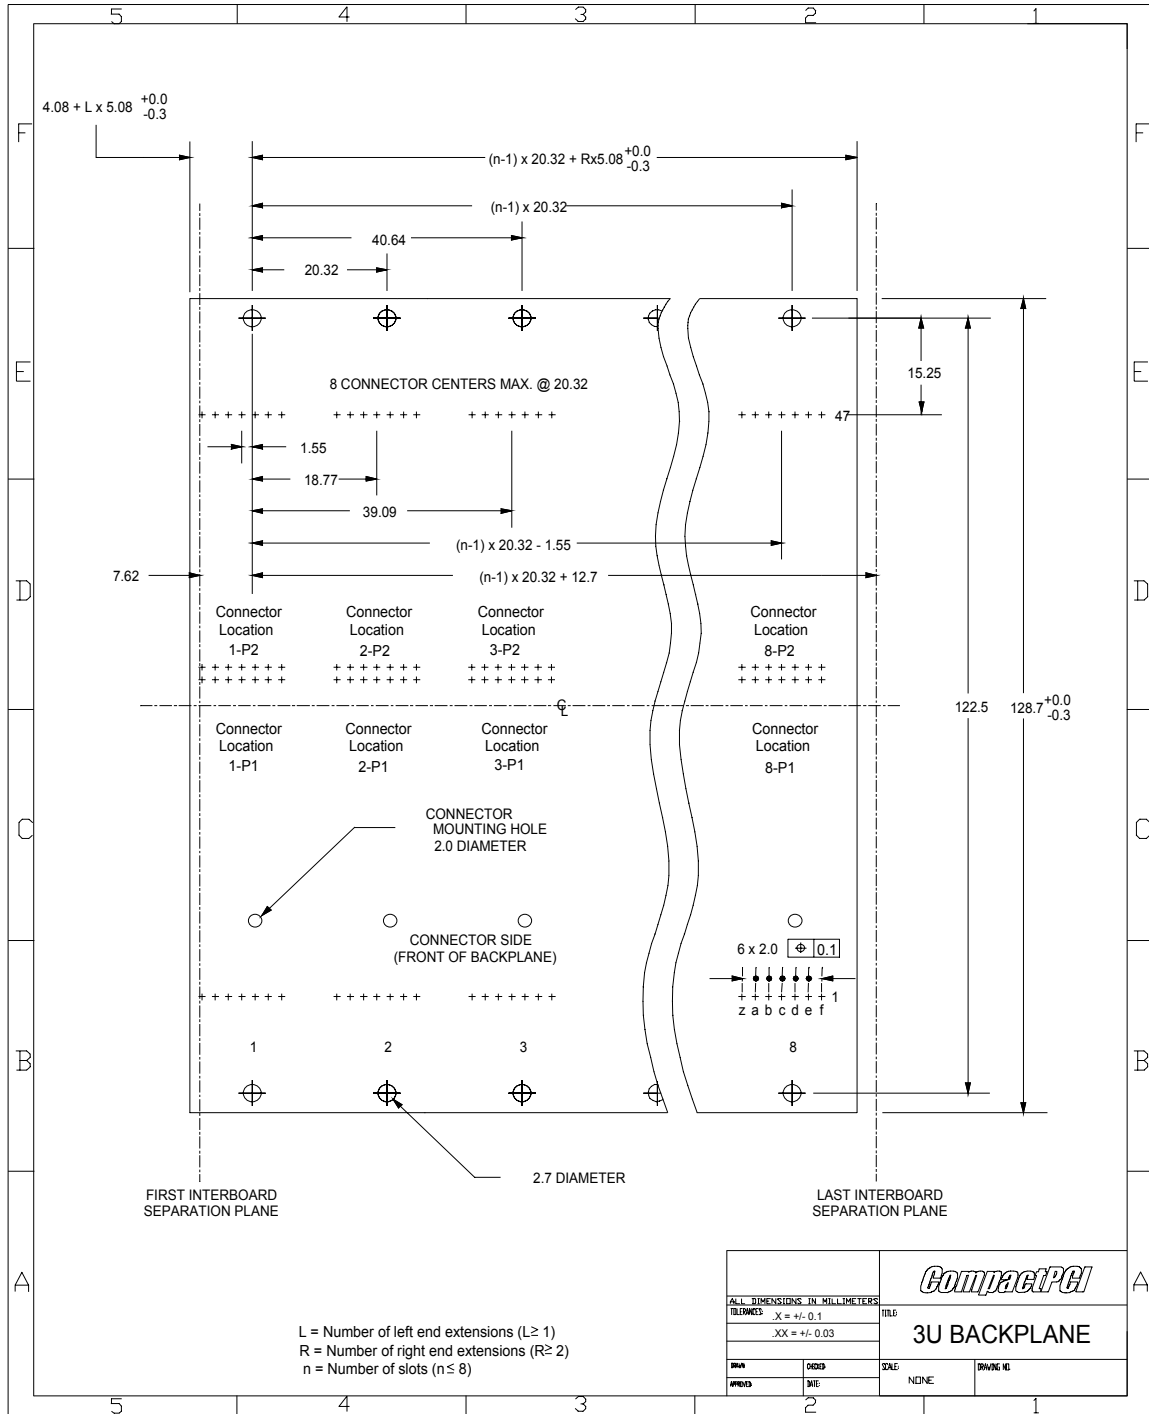 5 4 3 2 1
4.08 + L x 5.08 +0.0 -0.3
F F
(n-1) x 20.32 + Rx5.08 +0.0 -0.3
(n-1) x 20.32
40.64
20.32
E E
15.25
8 CONNECTOR CENTERS MAX. @ 20.32
47
1.55
18.77
39.09
(n-1) x 20.32 - 1.55
7.62
(n-1) x 20.32 + 12.7
D D
Connector Connector Connector Connector
Location Location Location Location
1-P2 2-P2 3-P2 8-P2
CL
122.5 128.7 +0.0 -0.3
Connector Connector Connector Connector
Location Location Location Location
1-P1 2-P1 3-P1 8-P1
CONNECTOR
MOUNTING HOLE
2.0 DIAMETER
C C
CONNECTOR SIDE
(FRONT OF BACKPLANE)
6 x 2.0 ⌖ 0.1
1
z a b c d e f
1 2 3 8
B B
2.7 DIAMETER
FIRST INTERBOARD
SEPARATION PLANE
LAST INTERBOARD
SEPARATION PLANE
A A
CompactPCI
ALL DIMENSIONS IN MILLIMETERS
TOLERANCES: .X = +/- 0.1
.XX = +/- 0.03
TITLE:
3U BACKPLANE
DRAWN CHECKED:
APPROVED: DATE:
SCALE: NONE
DRAWING NO.
L = Number of left end extensions (L≥ 1)
R = Number of right end extensions (R≥ 2)
n = Number of slots (n≤ 8)
5 4 3 2 1